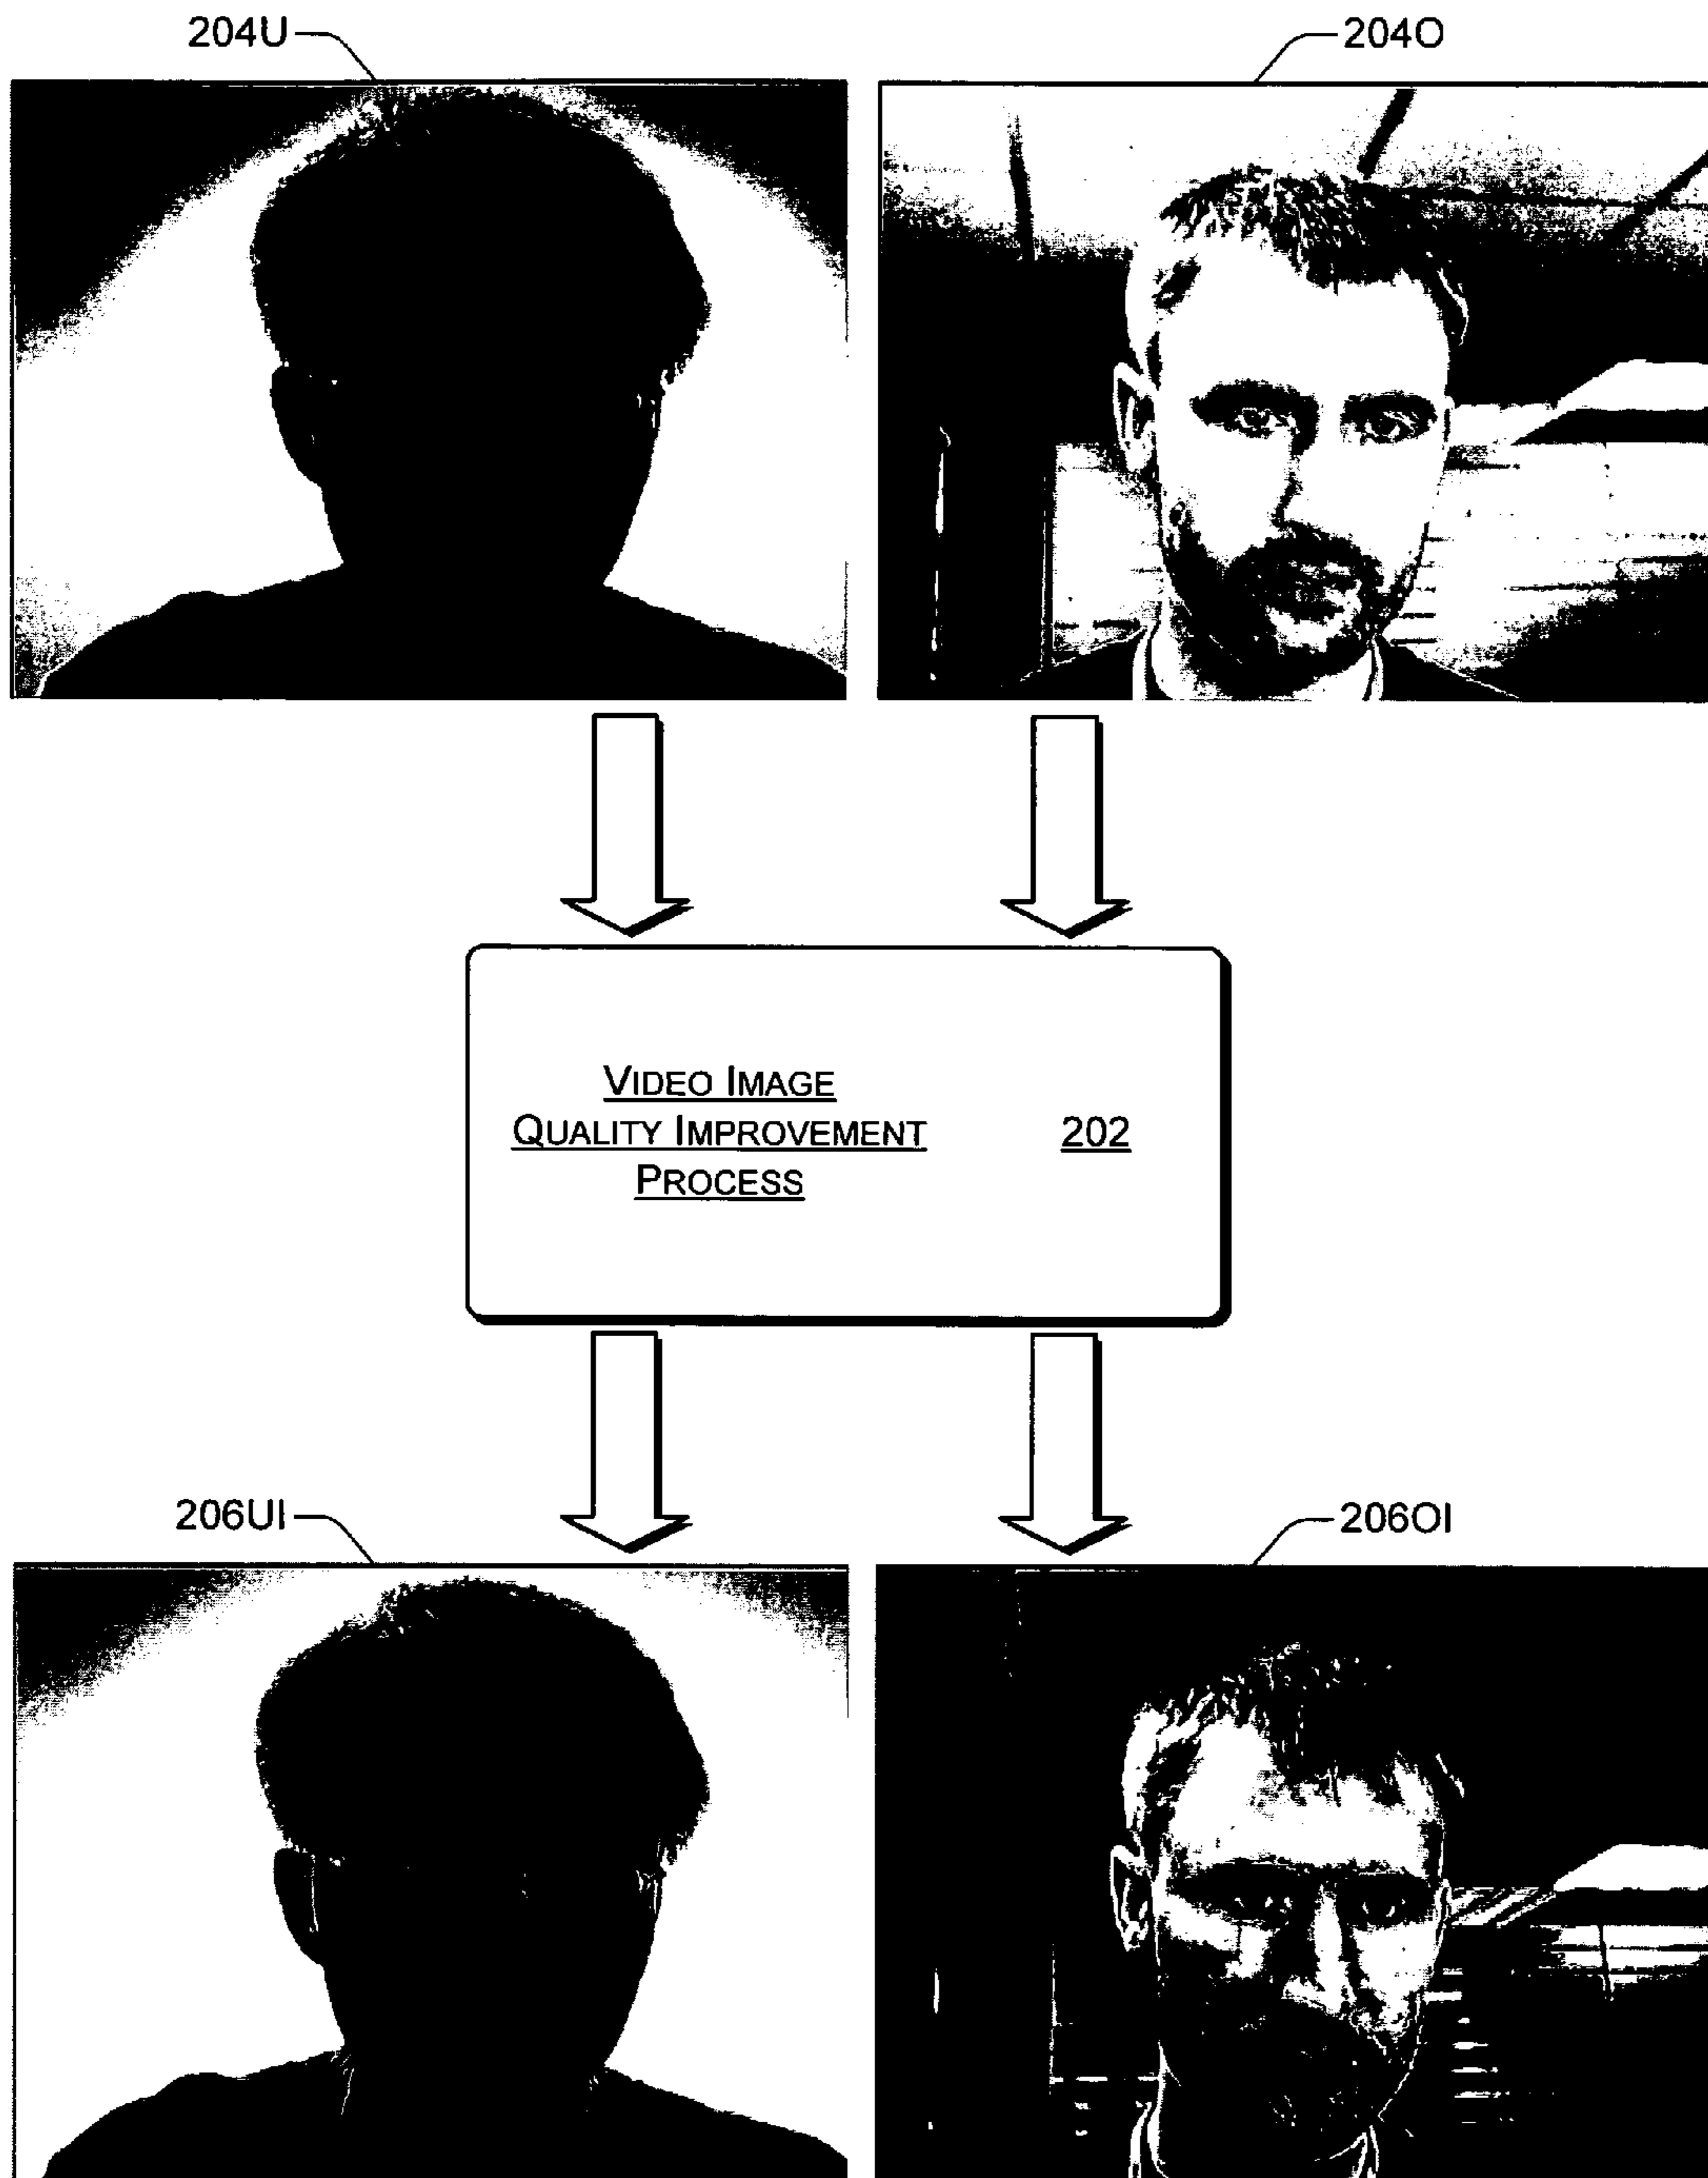 204U
204O
VIDEO IMAGE
QUALITY IMPROVEMENT
PROCESS
202
206UI
206OI